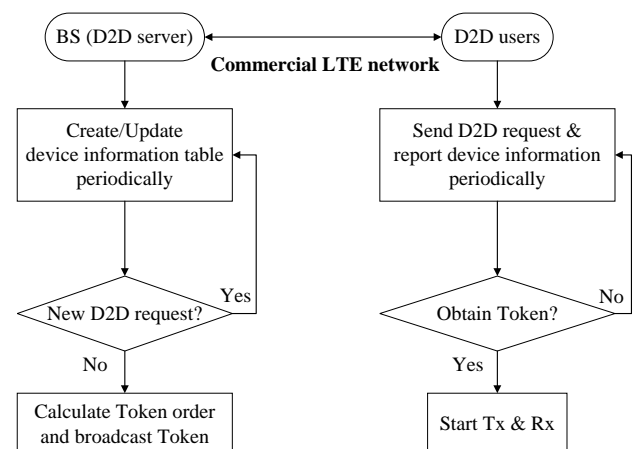 BS (D2D server)
D2D users
Commercial LTE network
Create/Update
device information table
periodically
Send D2D request &
report device information
periodically
New D2D request?
Yes
Obtain Token?
No
No
Yes
Calculate Token order
and broadcast Token
Start Tx & Rx